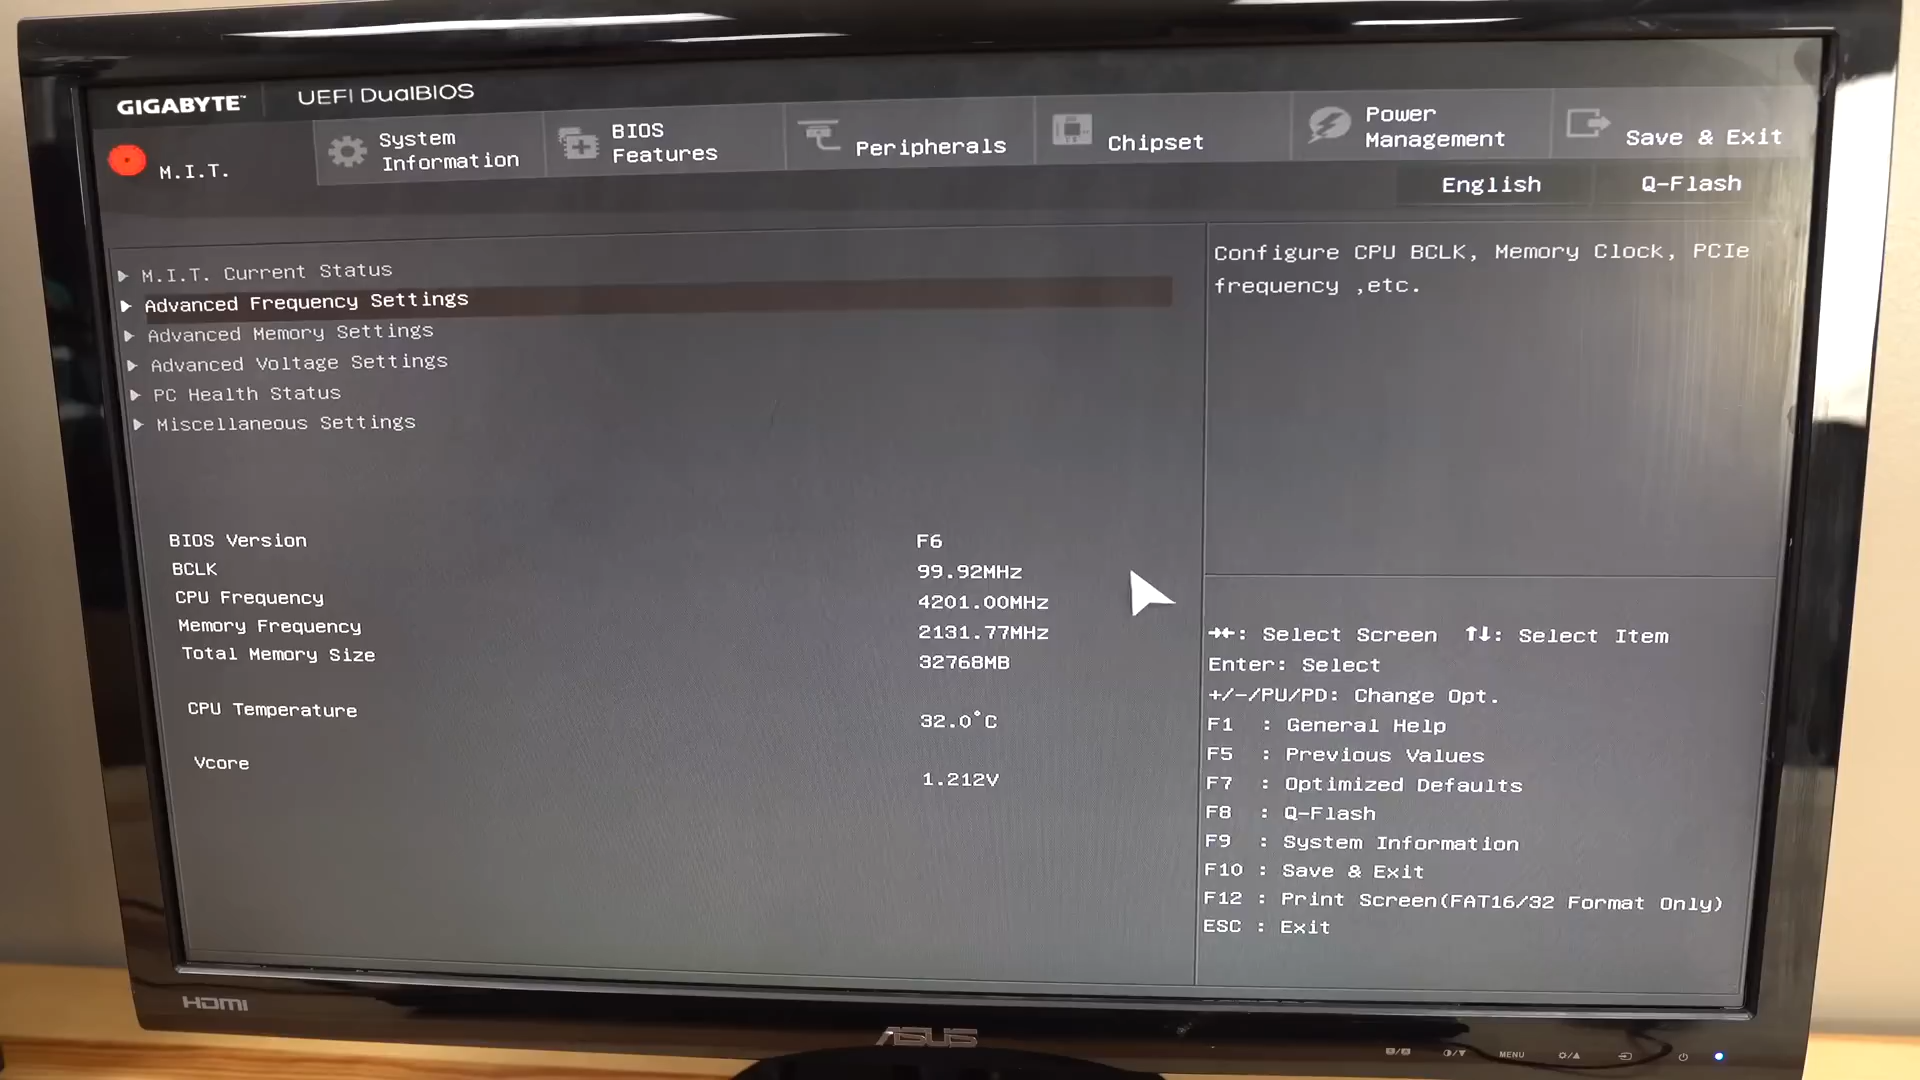 GIGABYTE™ UEFI DualBIOS
M.I.T.
System
Information
BIOS
Features
Peripherals
Chipset
Power
Management
Save & Exit
English Q-Flash
M.I.T. Current Status
Advanced Frequency Settings
Advanced Memory Settings
Advanced Voltage Settings
PC Health Status
Miscellaneous Settings
BIOS Version F6
BCLK 99.92MHz
CPU Frequency 4201.00MHz
Memory Frequency 2131.77MHz
Total Memory Size 32768MB
CPU Temperature 32.0°C
Vcore 1.212V
Configure CPU BCLK, Memory Clock, PCIe
frequency ,etc.
→←: Select Screen ↑↓: Select Item
Enter: Select
+/-/PU/PD: Change Opt.
F1 : General Help
F5 : Previous Values
F7 : Optimized Defaults
F8 : Q-Flash
F9 : System Information
F10 : Save & Exit
F12 : Print Screen(FAT16/32 Format Only)
ESC : Exit
HDMI
ASUS
MENU